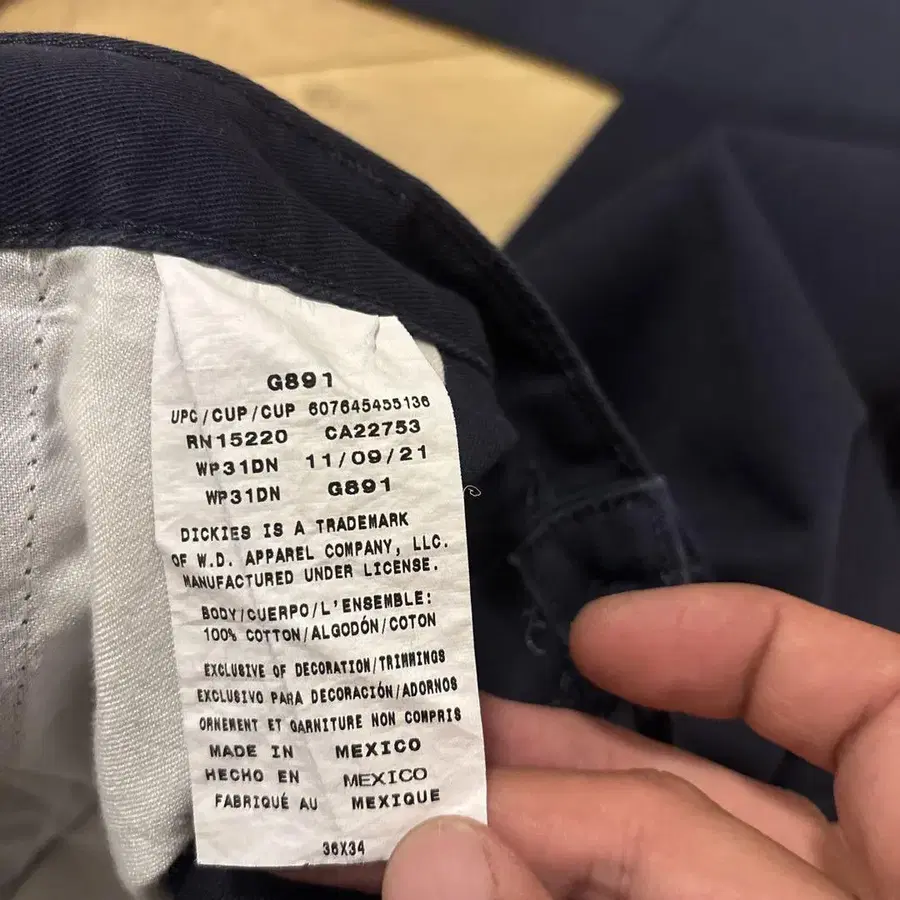 G891
UPC/CUP/CUP 607645455136
RN15220 CA22753
WP31DN 11/09/21
WP31DN G891
DICKIES IS A TRADEMARK
OF W.D. APPAREL COMPANY, LLC.
MANUFACTURED UNDER LICENSE.
BODY/CUERPO/L'ENSEMBLE:
100% COTTON/ALGODÓN/COTON
EXCLUSIVE OF DECORATION/TRIMMINGS
EXCLUSIVO PARA DECORACIÓN/ADORNOS
ORNEMENT ET GARNITURE NON COMPRIS
MADE IN MEXICO
HECHO EN MEXICO
FABRIQUÉ AU MEXIQUE
36X34